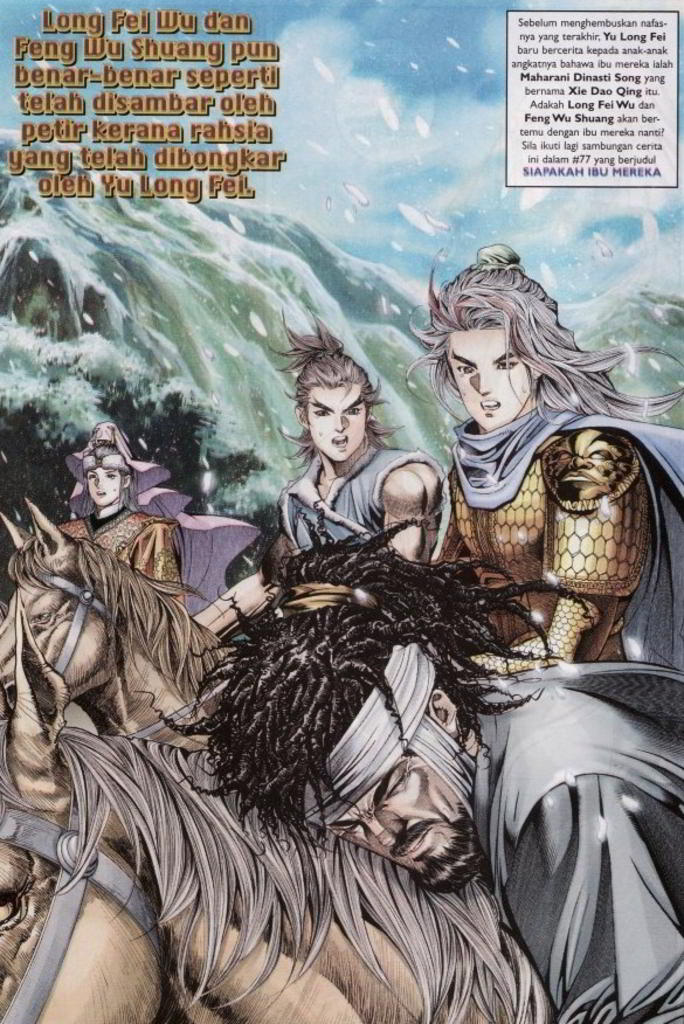 Long Fei Wu dan
Feng Wu Shuang pun
benar-benar seperti
telah disambar oleh
petir kerana rahsia
yang telah dibongkar
oleh Yu Long Fei.
Sebelum menghembuskan nafas-
nya yang terakhir, Yu Long Fei
baru bercerita kepada anak-anak
angkatnya bahawa ibu mereka ialah
Maharani Dinasti Song yang
bernama Xie Dao Qing itu.
Adakah Long Fei Wu dan
Feng Wu Shuang akan ber-
temu dengan ibu mereka nanti?
Sila ikuti lagi sambungan cerita
ini dalam #77 yang berjudul
SIAPAKAH IBU MEREKA